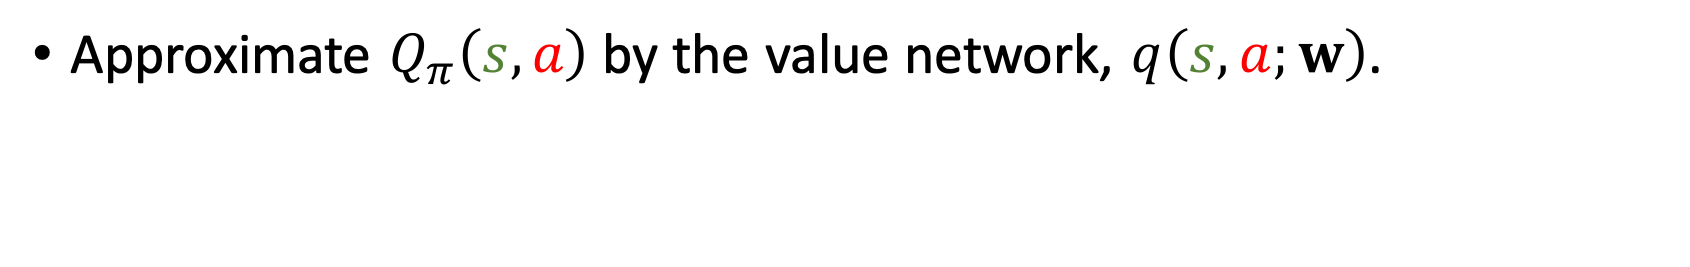 • Approximate Qπ(s, a) by the value network, q(s, a; w).